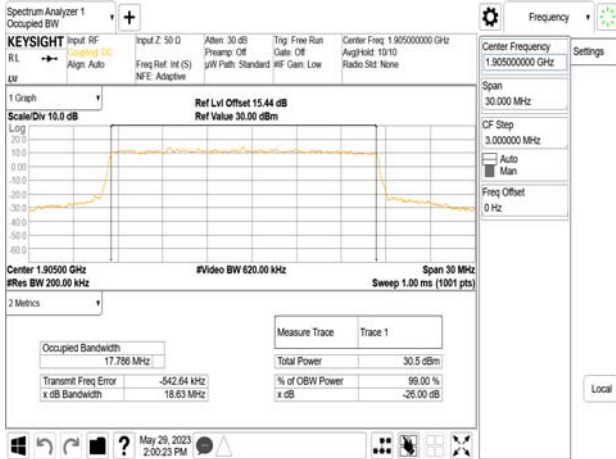 Spectrum Analyzer 1
Occupied BW
Frequency
KEYSIGHT
RL
Input: RF
Coupling: DC
Align: Auto
Input Z: 50 Ω
Freq Ref: Int (S)
NFE: Adaptive
Atten: 30 dB
Preamp: Off
µW Path: Standard
Trig: Free Run
Gate: Off
#IF Gain: Low
Center Freq: 1.905000000 GHz
Avg|Hold: 10/10
Radio Std: None
1 Graph
Scale/Div 10.0 dB
Ref Lvl Offset 15.44 dB
Ref Value 30.00 dBm
Log
20.0
10.0
0.00
-10.0
-20.0
-30.0
-40.0
-50.0
-60.0
Center 1.90500 GHz
#Res BW 200.00 kHz
#Video BW 620.00 kHz
Span 30 MHz
Sweep 1.00 ms (1001 pts)
2 Metrics
Measure Trace Trace 1
Occupied Bandwidth
17.786 MHz
Total Power 30.5 dBm
Transmit Freq Error -542.64 kHz
% of OBW Power 99.00 %
x dB Bandwidth 18.63 MHz
x dB -26.00 dB
May 29, 2023
2:00:23 PM
Center Frequency
1.905000000 GHz
Span
30.000 MHz
CF Step
3.000000 MHz
Auto
Man
Freq Offset
0 Hz
Settings
Local